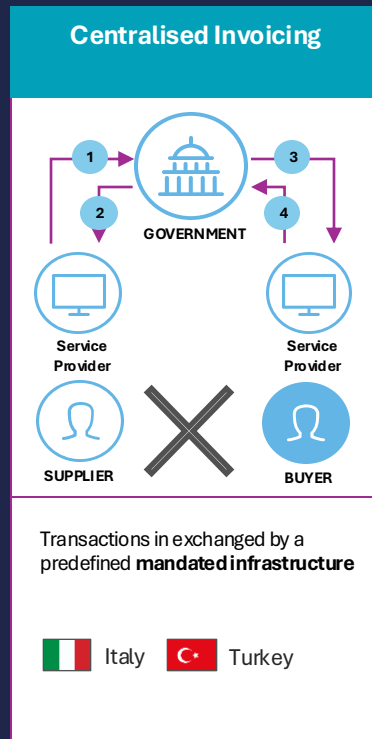 Centralised Invoicing
1
3
2
4
GOVERNMENT
Service
Provider
Service
Provider
SUPPLIER
BUYER
Transactions in exchanged by a
predefined mandated infrastructure
Italy
Turkey